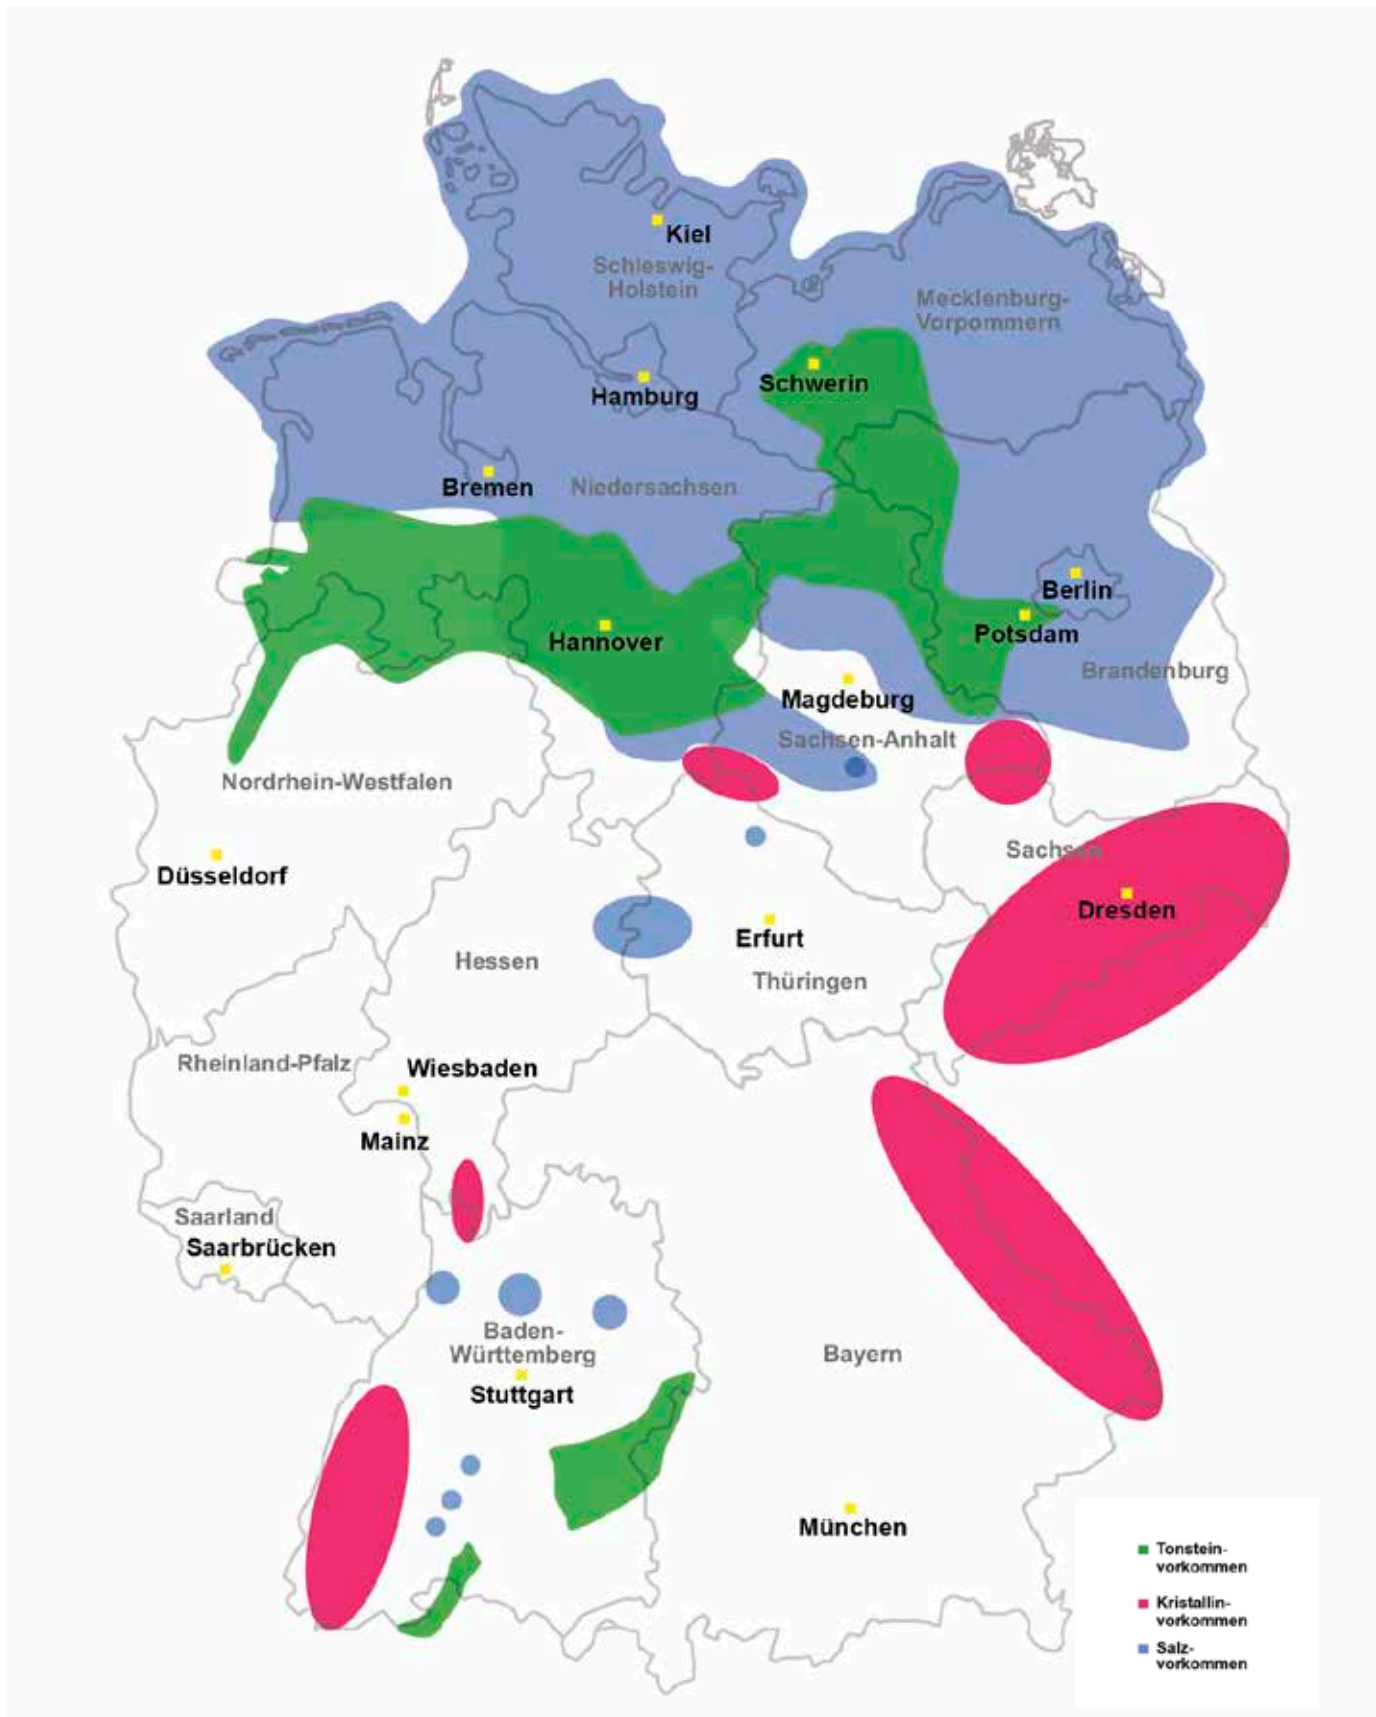 Kiel
Schleswig-
Holstein
Mecklenburg-
Vorpommern
Schwerin
Hamburg
Bremen
Niedersachsen
Berlin
Potsdam
Hannover
Brandenburg
Magdeburg
Sachsen-Anhalt
Nordrhein-Westfalen
Sachsen
Düsseldorf
Dresden
Erfurt
Hessen
Thüringen
Rheinland-Pfalz
Wiesbaden
Mainz
Saarland
Saarbrücken
Baden-
Württemberg
Bayern
Stuttgart
München
Tonstein-
vorkommen
Kristallin-
vorkommen
Salz-
vorkommen